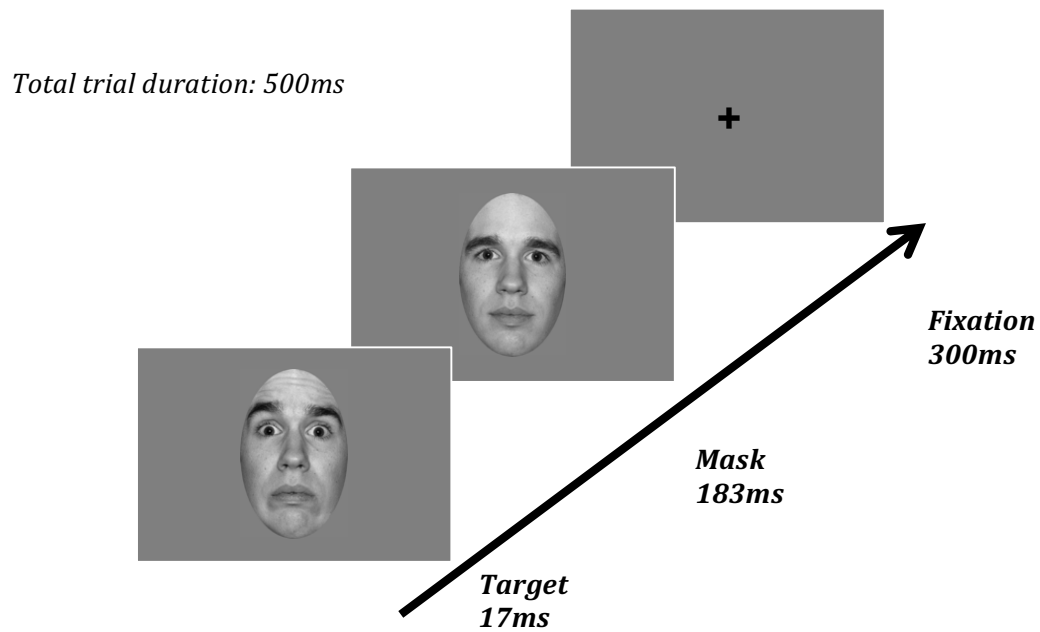 Total trial duration: 500ms
Fixation
300ms
Mask
183ms
Target
17ms